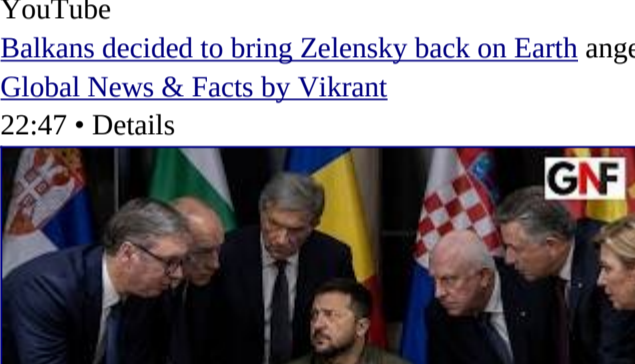 YouTube
Balkans decided to bring Zelensky back on Earth
Global News & Facts by Vikrant
22:47 • Details
GNF